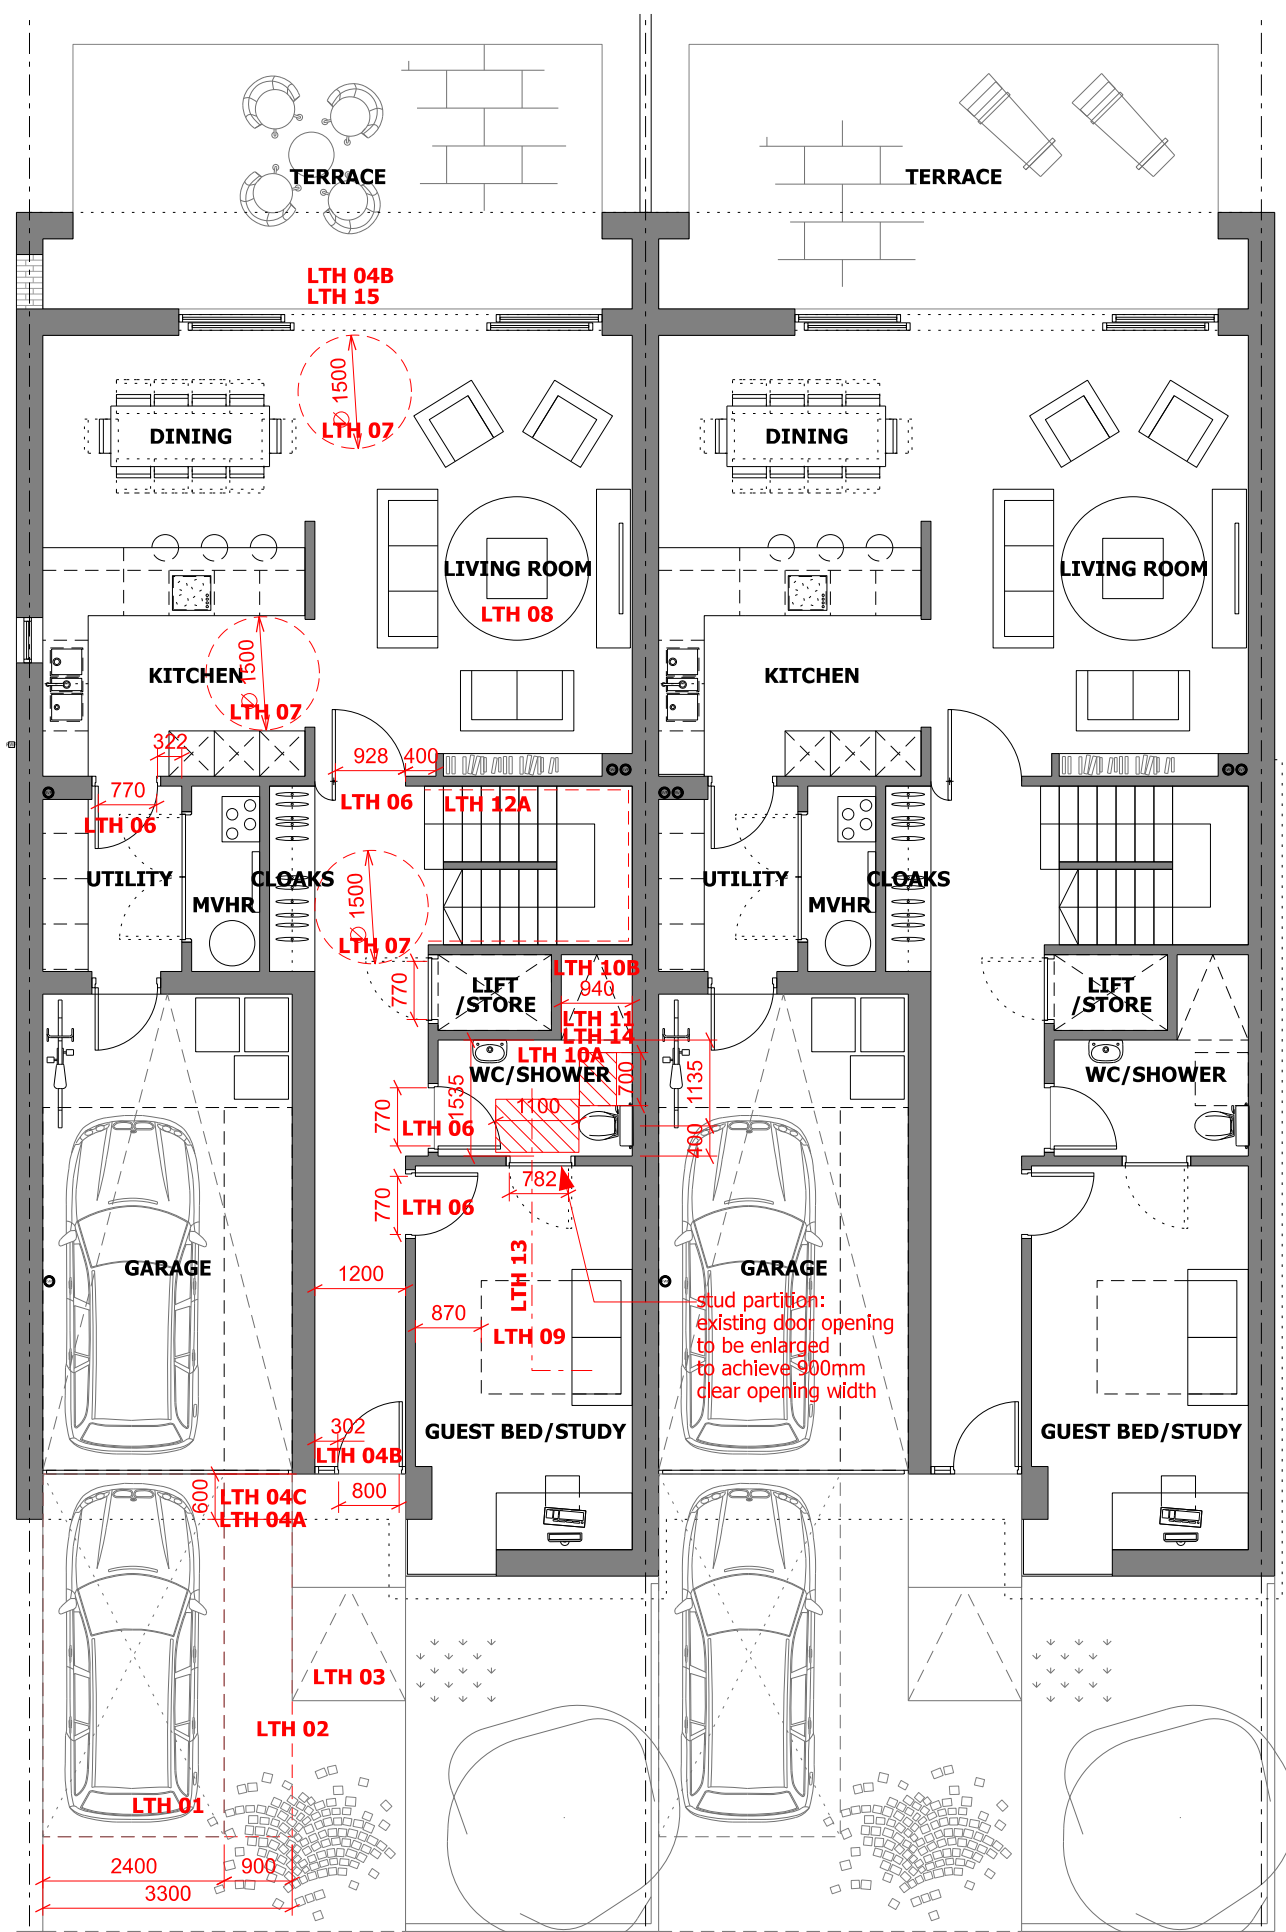 TERRACE
TERRACE
LTH 04B
LTH 15
Ø 1500
LTH 07
DINING
DINING
LIVING ROOM
LTH 08
LIVING ROOM
KITCHEN
Ø 1500
LTH 07
KITCHEN
322
928
400
770
LTH 06
LTH 06
LTH 12A
UTILITY
MVHR
CLOAKS
Ø 1500
LTH 07
UTILITY
MVHR
CLOAKS
770
LIFT
/STORE
LTH 10B
940
LTH 11
LTH 14
LTH 10A
WC/SHOWER
LIFT
/STORE
WC/SHOWER
1535
700
1135
1100
400
770
LTH 06
782
770
LTH 06
GARAGE
1200
LTH 13
870
LTH 09
GARAGE
stud partition:
existing door opening
to be enlarged
to achieve 900mm
clear opening width
302
LTH 04B
GUEST BED/STUDY
GUEST BED/STUDY
600
LTH 04C
LTH 04A
800
LTH 03
LTH 02
LTH 01
2400
900
3300